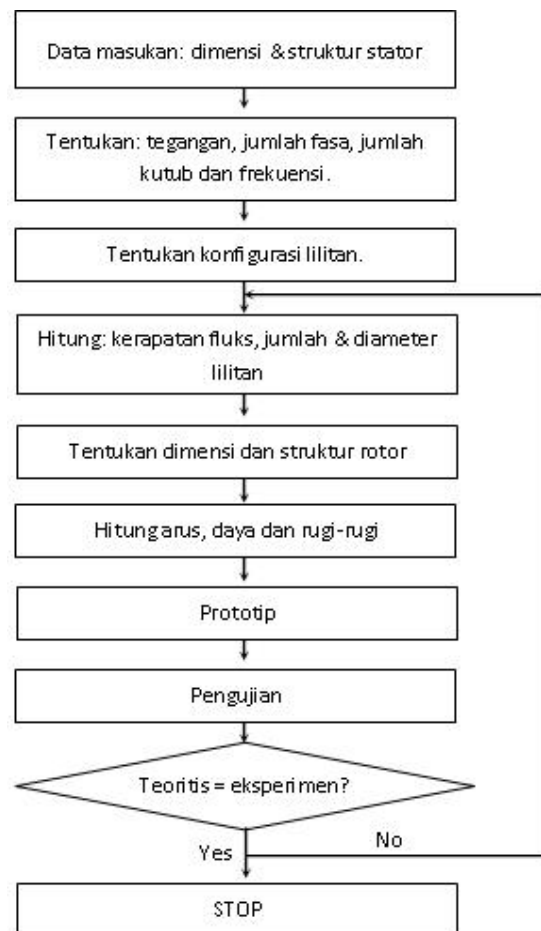 Data masukan: dimensi & struktur stator
Tentukan: tegangan, jumlah fasa, jumlah
kutub dan frekuensi.
Tentukan konfigurasi lilitan.
Hitung: kerapatan fluks, jumlah & diameter
lilitan
Tentukan dimensi dan struktur rotor
Hitung arus, daya dan rugi-rugi
Prototip
Pengujian
Teoritis = eksperimen?
Yes
No
STOP